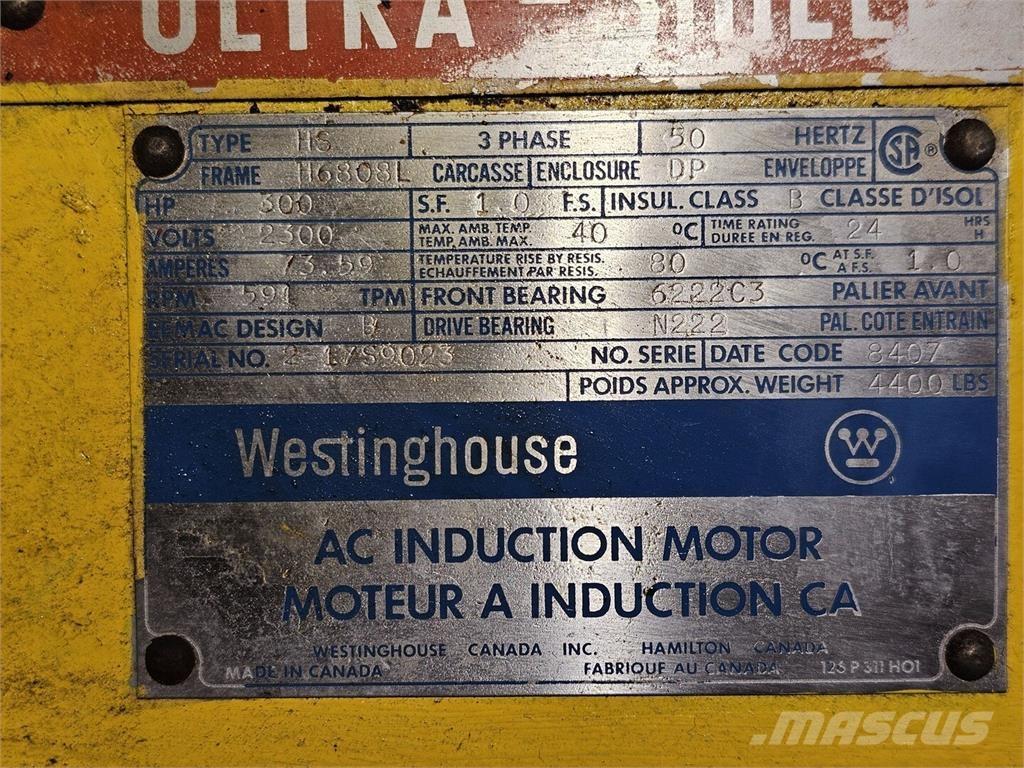 ULTRA - SHELL
TYPE HS 3 PHASE 50 HERTZ SA ®
FRAME H6808L CARCASSE ENCLOSURE DP ENVELOPPE
HP 300 S.F. 1.0 F.S. INSUL. CLASS B CLASSE D'ISOL
VOLTS 2300 MAX. AMB. TEMP. TEMP. AMB. MAX. 40 °C TIME RATING DUREE EN REG. 24 HRS H
AMPERES 73.59 TEMPERATURE RISE BY RESIS. ECHAUFFEMENT PAR RESIS. 80 °C AT S.F. A F.S. 1.0
RPM 591 TPM FRONT BEARING 6222C3 PALIER AVANT
EEMAC DESIGN B DRIVE BEARING N222 PAL. COTE ENTRAIN
SERIAL NO. NO. SERIE DATE CODE 8407
POIDS APPROX. WEIGHT 4400 LBS
Westinghouse W
AC INDUCTION MOTOR
MOTEUR A INDUCTION CA
WESTINGHOUSE CANADA INC. HAMILTON CANADA
MADE IN CANADA FABRIQUE AU CANADA 126 P 311 H01
MASCUS